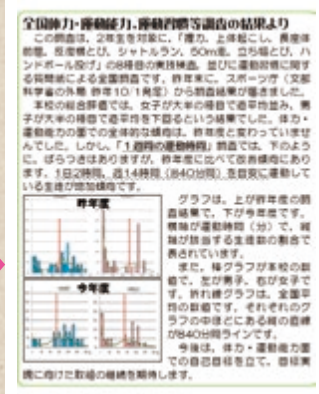 全国体力・運動能力、運動習慣等調査の結果より
この調査は、2年生を対象に、「握力、上体起こし、長座体
前屈、反復横とび、シャトルラン、50m走、立ち幅とび、ハ
ンドボール投げ」の8種目の実技検査、並びに運動習慣に関す
る質問紙による全国調査です。昨年末に、スポーツ庁(文部
科学省の外局 昨年10/1発足)から調査結果が届きました。
本校の総合評価では、女子が大半の種目で道平均並み、男
子が大半の種目で道平均を下回るという結果でした。体力・
運動能力の面での全体的な傾向は、昨年度と変わっていませ
んでした。しかし、「1週間の運動時間」調査では、下のよう
に、ばらつきはありますが、昨年度に比べて改善傾向にあり
ます。1日2時間、週14時間(840分間)を目安に運動して
いる生徒が増加傾向です。
昨年度
今年度
グラフは、上が昨年度の調
査結果で、下が今年度です。
横軸が運動時間(分)で、縦
軸が該当する生徒数の割合で
表されています。
また、棒グラフが本校の数
値で、左が男子、右が女子で
す。折れ線グラフは、全国平
均の数値です。それぞれのグ
ラフの中ほどにある縦の直線
が840分間ラインです。
今後は、体力・運動能力面
での自己目標を立て、目標実
現に向けた取組の継続を期待します。